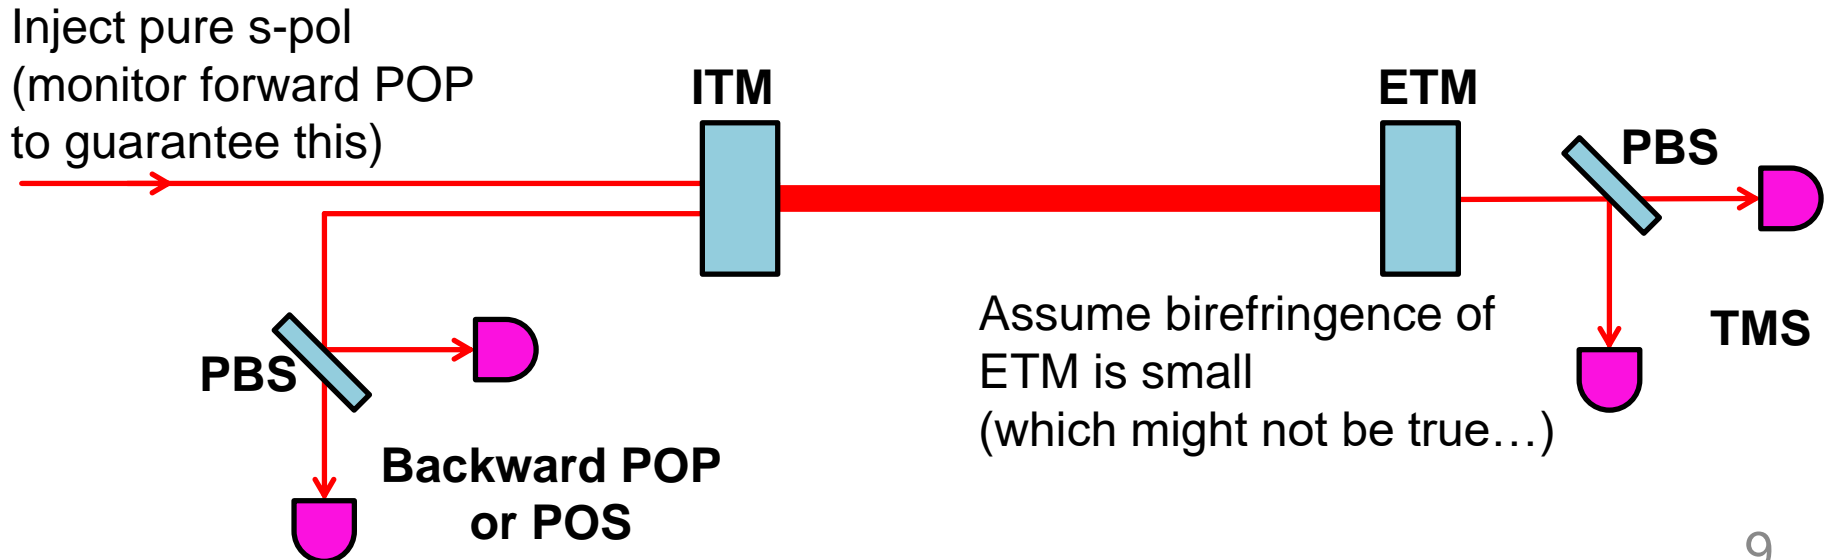 Inject pure s-pol
(monitor forward POP
to guarantee this)
ITM
ETM
PBS
TMS
Assume birefringence of
ETM is small
(which might not be true…)
PBS
Backward POP
or POS
9